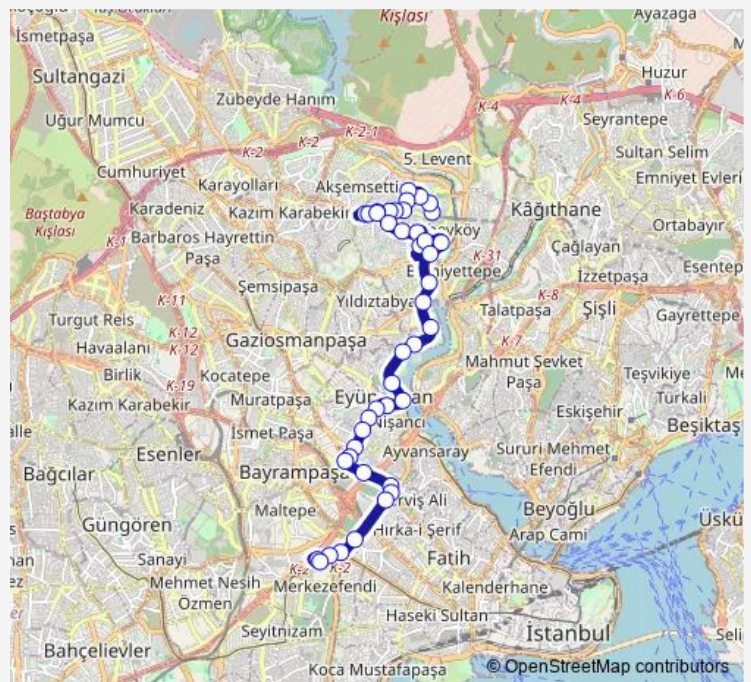 Kışlası
Ayazağa
İsmetpaşa
Sultangazi
Huzur
Zübeyde Hanım
K-4
K-4
K-6
Uğur Mumcu
K-2-1
K-2
K-2
Seyrantepe
5. Levent
Sultan Selim
Cumhuriyet
Karayolları
Akşemsetti
Emniyet Evleri
Baştabya
Kışlası
Karadeniz
Kazım Karabekir
Kâğıthane
K-1
Barbaros Hayrettin
Paşa
Çağlayan
Ortabayır
K-31
Esentep
Şemsipaşa
İzzetpaşa
K-11
Yıldıztabya
K-8
Talatpaşa
Şişli
Gayrettepe
Turgut Reis
K-12
Havaalanı
K-12
Gaziosmanpaşa
K-7
Birlik
Kocatepe
Mahmut Şevket
Paşa
Teşvikiye
K-19
Kazım Karabekir
Muratpaşa
Türkali
Nişancı
Eskişehir
İsmet Paşa
Beşiktaş
Esenler
Ayvansaray
Sururi Mehmet
Efendi
Bağcılar
Bayrampaşa
Maltepe
Beyoğlu
Güngören
Hırka-i Şerif
Arap Cami
Üskü
Sanayi
Fatih
K-2
Mehmet Nesih
Özmen
Merkezefendi
Kalenderhane
Haseki Sultan
Seyitnizam
İstanbul
Bahçelievler
Koca Mustafapaşa
© OpenStreetMap contributors